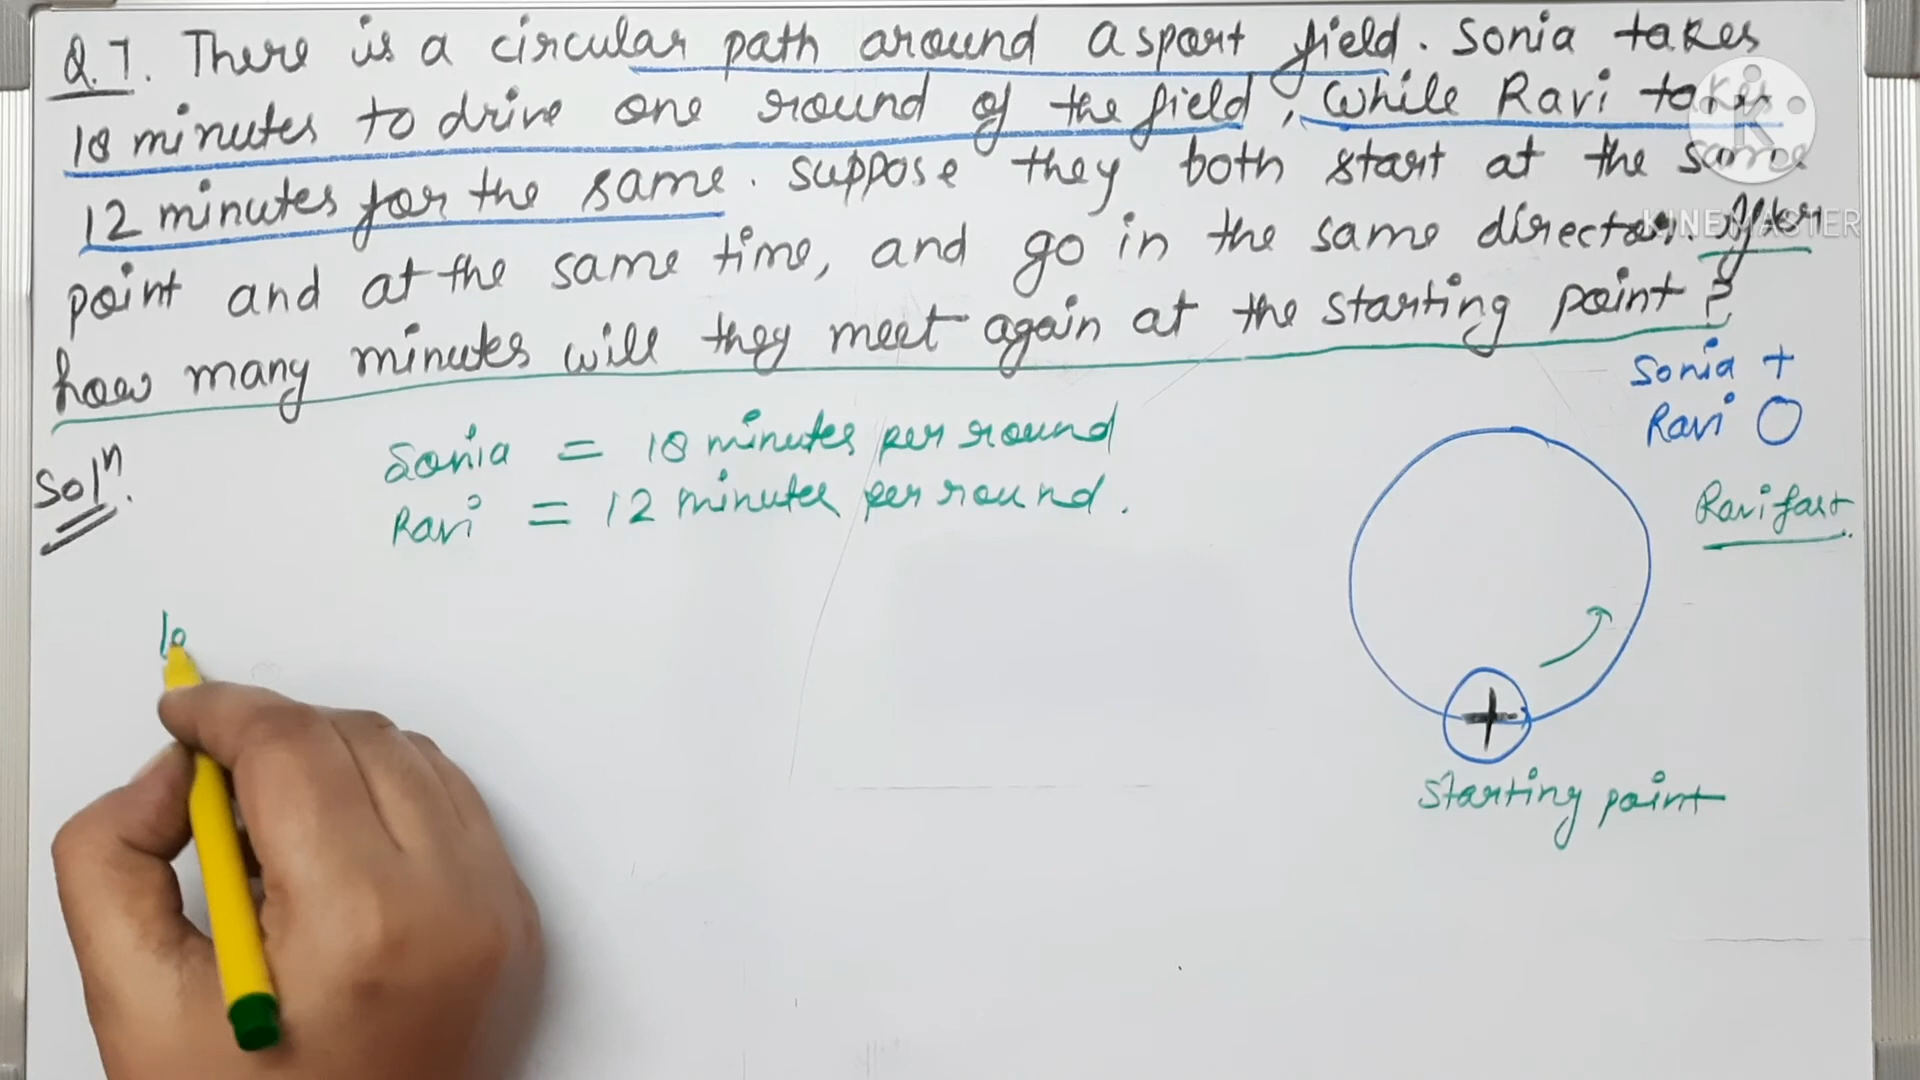 Q.7. There is a circular path around a sport field. Sonia takes
18 minutes to drive one round of the field, while Ravi takes
12 minutes for the same. suppose they both start at the same
point and at the same time, and go in the same direction. After
how many minutes will they meet again at the starting point?
Solⁿ.
Sonia = 18 minutes per round
Ravi = 12 minutes per round.
18
Sonia +
Ravi O
Ravi fast.
Starting point
K
KINEMASTER